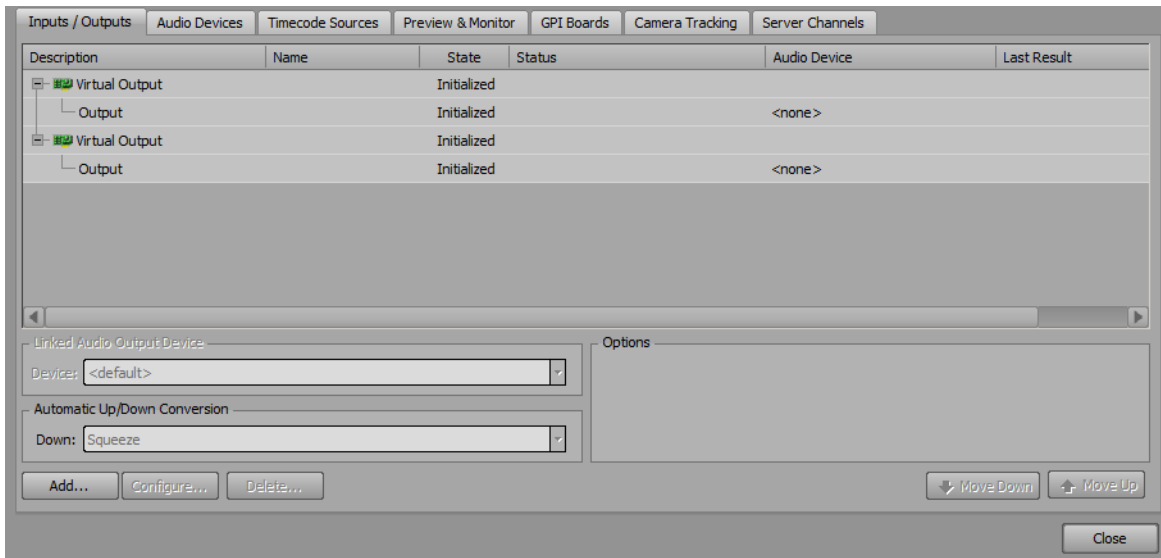 Inputs / Outputs Audio Devices Timecode Sources Preview & Monitor GPI Boards Camera Tracking Server Channels
Description Name State Status Audio Device Last Result
Virtual Output Initialized
Output Initialized <none>
Virtual Output Initialized
Output Initialized <none>
Linked Audio Output Device
Device: <default>
Automatic Up/Down Conversion
Down: Squeeze
Options
Add... Configure... Delete... Move Down Move Up
Close